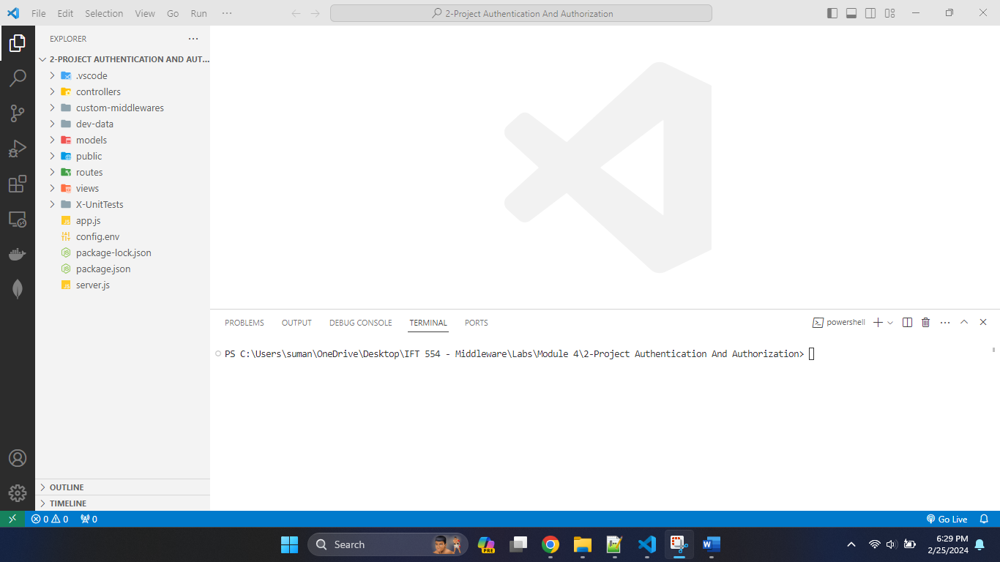 File Edit Selection View Go Run ···
2-Project Authentication And Authorization
EXPLORER
2-PROJECT AUTHENTICATION AND AUT...
.vscode
controllers
custom-middlewares
dev-data
models
public
routes
views
X-UnitTests
app.js
config.env
package-lock.json
package.json
server.js
OUTLINE
TIMELINE
PROBLEMS OUTPUT DEBUG CONSOLE TERMINAL PORTS
powershell
PS C:\Users\suman\OneDrive\Desktop\IFT 554 - Middleware\Labs\Module 4\2-Project Authentication And Authorization>
0 0 0
Go Live
Search
PRE
6:29 PM
2/25/2024